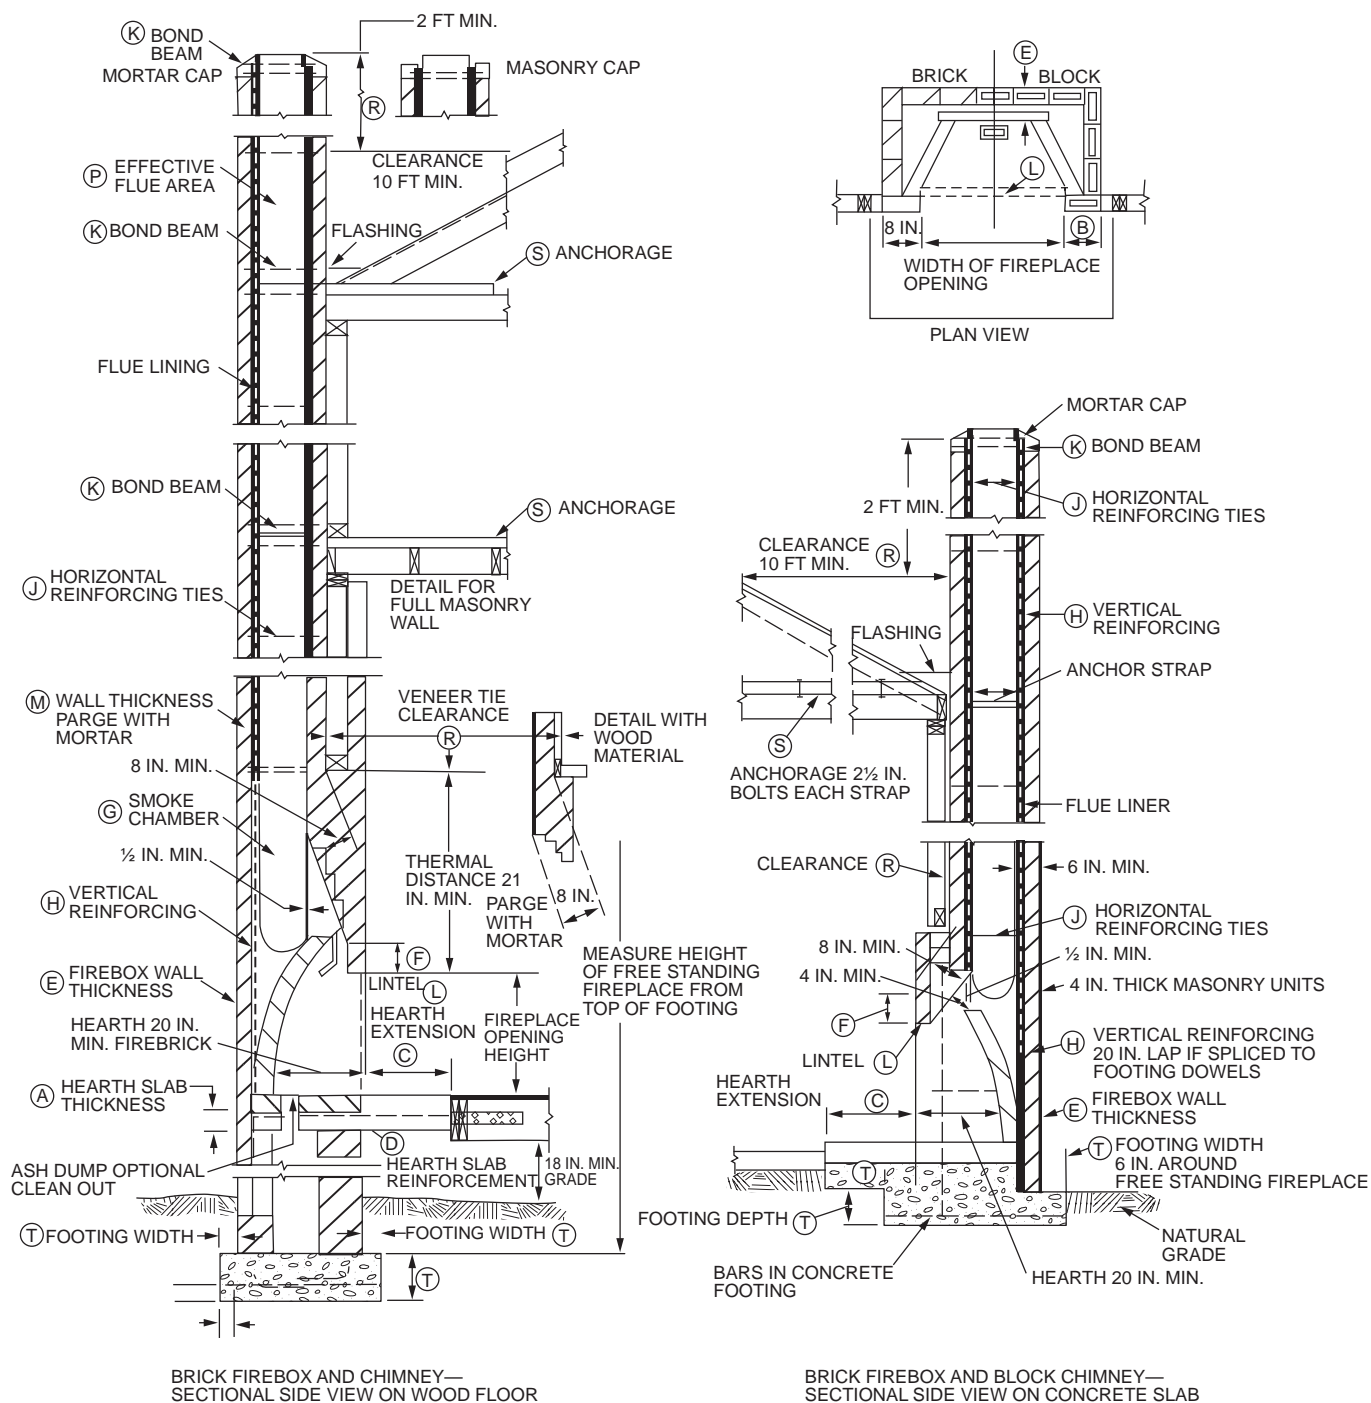 2 FT MIN.
K BOND
BEAM
MORTAR CAP
MASONRY CAP
R
CLEARANCE
10 FT MIN.
P EFFECTIVE
FLUE AREA
K BOND BEAM
FLASHING
S ANCHORAGE
FLUE LINING
K BOND BEAM
S ANCHORAGE
J HORIZONTAL
REINFORCING TIES
DETAIL FOR
FULL MASONRY
WALL
M WALL THICKNESS
PARGE WITH
MORTAR
VENEER TIE
CLEARANCE
R
DETAIL WITH
WOOD
MATERIAL
8 IN. MIN.
G SMOKE
CHAMBER
½ IN. MIN.
THERMAL
DISTANCE 21
IN. MIN.
8 IN.
PARGE
WITH
MORTAR
H VERTICAL
REINFORCING
E FIREBOX WALL
THICKNESS
F
LINTEL L
MEASURE HEIGHT
OF FREE STANDING
FIREPLACE FROM
TOP OF FOOTING
HEARTH 20 IN.
MIN. FIREBRICK
HEARTH
EXTENSION
C
FIREPLACE
OPENING
HEIGHT
A HEARTH SLAB
THICKNESS
D
ASH DUMP OPTIONAL
CLEAN OUT
HEARTH SLAB
REINFORCEMENT
18 IN. MIN.
GRADE
T FOOTING WIDTH
FOOTING WIDTH T
T
BRICK FIREBOX AND CHIMNEY—
SECTIONAL SIDE VIEW ON WOOD FLOOR
E
BRICK
BLOCK
L
8 IN.
B
WIDTH OF FIREPLACE
OPENING
PLAN VIEW
MORTAR CAP
K BOND BEAM
2 FT MIN.
J HORIZONTAL
REINFORCING TIES
CLEARANCE
10 FT MIN. R
H VERTICAL
REINFORCING
FLASHING
ANCHOR STRAP
S
ANCHORAGE 2½ IN.
BOLTS EACH STRAP
FLUE LINER
CLEARANCE R
6 IN. MIN.
J HORIZONTAL
REINFORCING TIES
8 IN. MIN.
½ IN. MIN.
4 IN. MIN.
4 IN. THICK MASONRY UNITS
F
LINTEL L
H VERTICAL REINFORCING
20 IN. LAP IF SPLICED TO
FOOTING DOWELS
HEARTH
EXTENSION
C
E FIREBOX WALL
THICKNESS
T FOOTING WIDTH
6 IN. AROUND
FREE STANDING FIREPLACE
T
FOOTING DEPTH T
NATURAL
GRADE
BARS IN CONCRETE
FOOTING
HEARTH 20 IN. MIN.
BRICK FIREBOX AND BLOCK CHIMNEY—
SECTIONAL SIDE VIEW ON CONCRETE SLAB